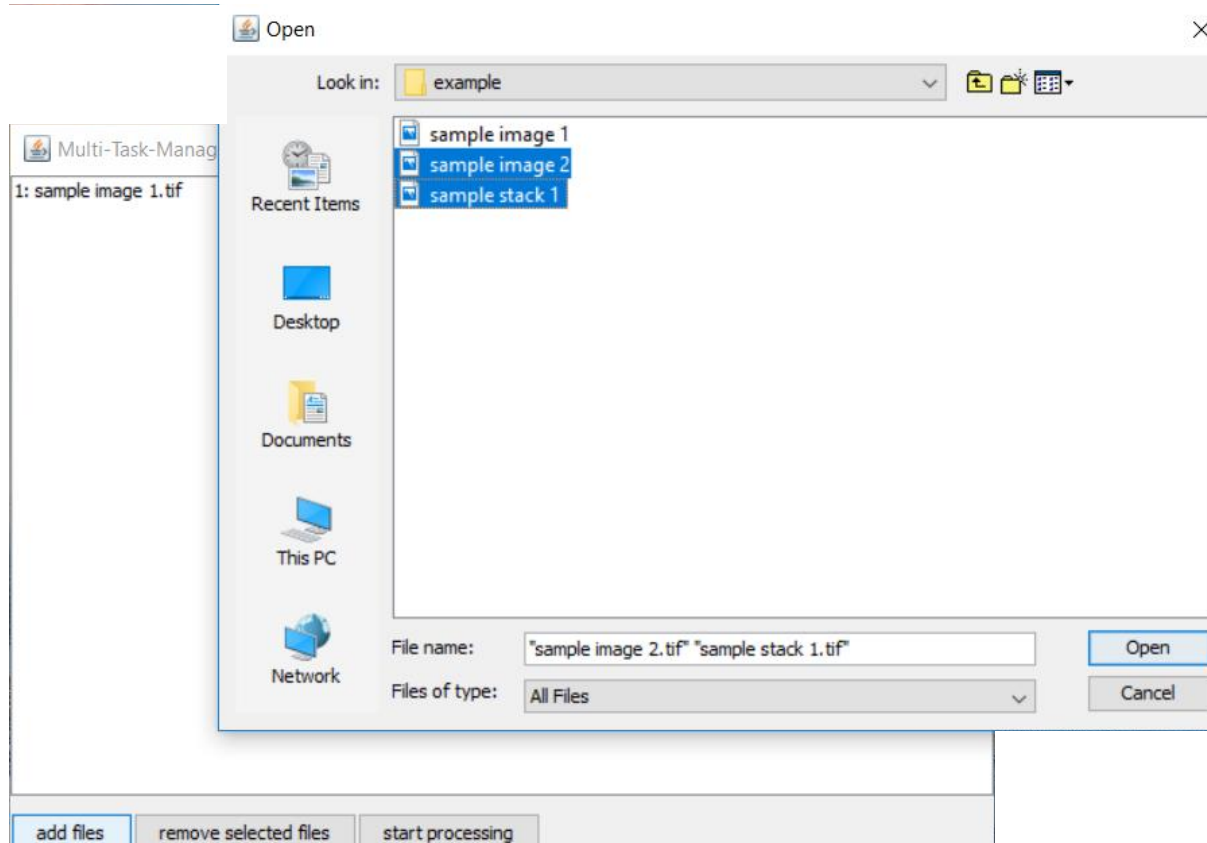 Open
Look in: example
Multi-Task-Manag
1: sample image 1.tif
sample image 1
sample image 2
sample stack 1
Recent Items
Desktop
Documents
This PC
Network
File name: "sample image 2.tif" "sample stack 1.tif" Open
Files of type: All Files Cancel
add files remove selected files start processing